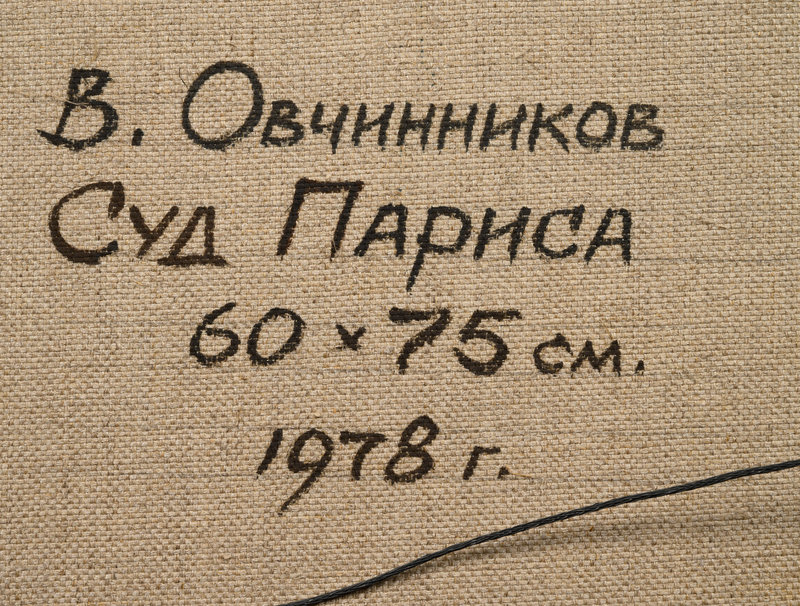 В. Овчинников
Суд Париса
60 × 75 см.
1978 г.